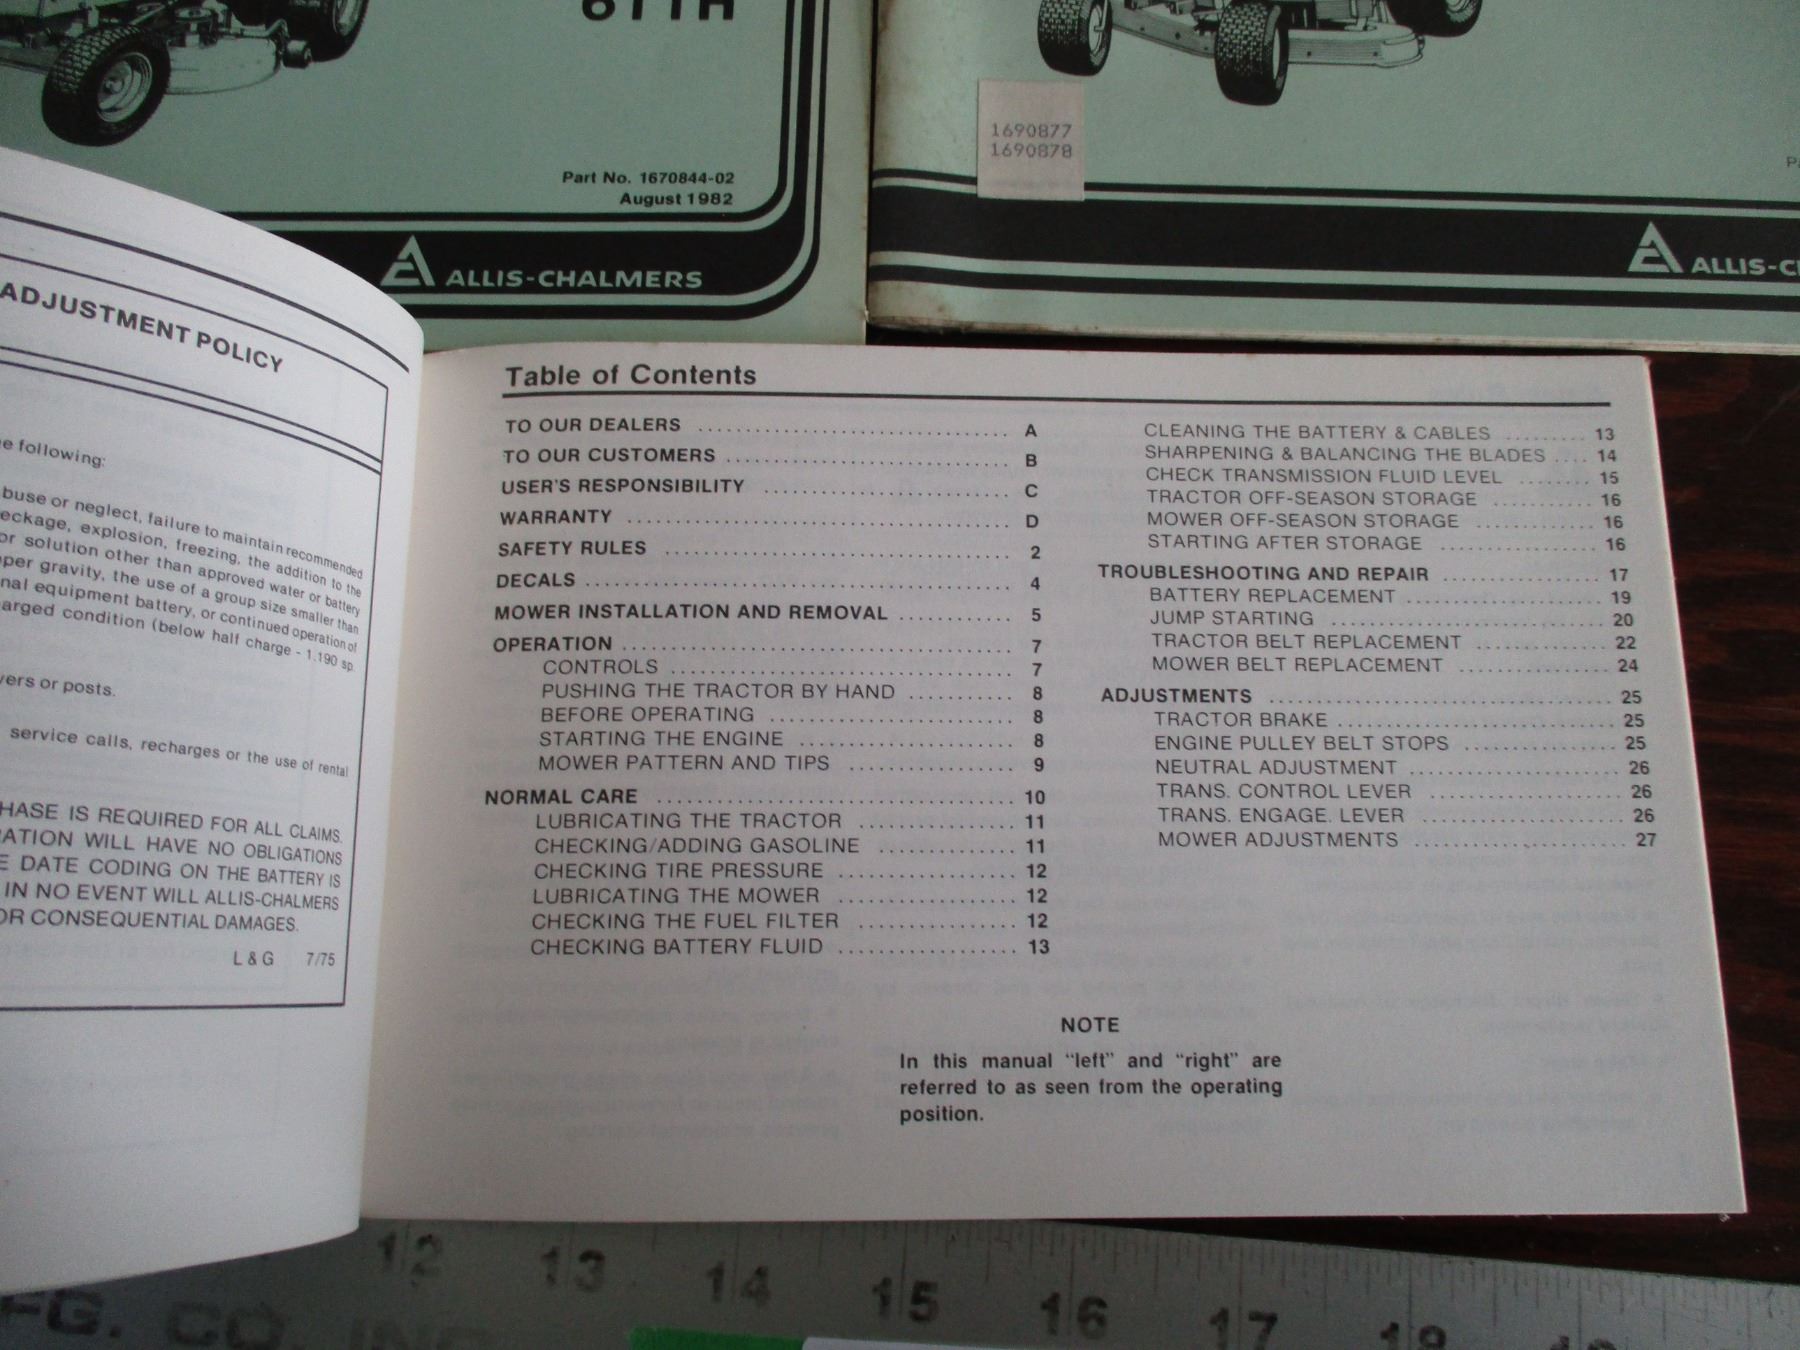 611H
Part No. 1670844-02
August 1982
ALLIS-CHALMERS
1690877
1690878
ALLIS-C
ADJUSTMENT POLICY
following:
buse or neglect, failure to maintain recommended
eckage, explosion, freezing, the addition to the
or solution other than approved water or battery
per gravity, the use of a group size smaller than
nal equipment battery, or continued operation of
arged condition (below half charge - 1.190 sp.
vers or posts.
service calls, recharges or the use of rental
HASE IS REQUIRED FOR ALL CLAIMS.
RATION WILL HAVE NO OBLIGATIONS
E DATE CODING ON THE BATTERY IS
IN NO EVENT WILL ALLIS-CHALMERS
OR CONSEQUENTIAL DAMAGES.
L & G 7/75
Table of Contents
TO OUR DEALERS ................................ A
TO OUR CUSTOMERS ............................. B
USER'S RESPONSIBILITY ......................... C
WARRANTY ....................................... D
SAFETY RULES ................................... 2
DECALS ........................................... 4
MOWER INSTALLATION AND REMOVAL ............ 5
OPERATION ....................................... 7
CONTROLS .................................... 7
PUSHING THE TRACTOR BY HAND ........... 8
BEFORE OPERATING ......................... 8
STARTING THE ENGINE ...................... 8
MOWER PATTERN AND TIPS ................. 9
NORMAL CARE .................................... 10
LUBRICATING THE TRACTOR ................. 11
CHECKING/ADDING GASOLINE .............. 11
CHECKING TIRE PRESSURE .................. 12
LUBRICATING THE MOWER ................... 12
CHECKING THE FUEL FILTER ................ 12
CHECKING BATTERY FLUID .................. 13
CLEANING THE BATTERY & CABLES ......... 13
SHARPENING & BALANCING THE BLADES .... 14
CHECK TRANSMISSION FLUID LEVEL ........ 15
TRACTOR OFF-SEASON STORAGE ............ 16
MOWER OFF-SEASON STORAGE .............. 16
STARTING AFTER STORAGE .................. 16
TROUBLESHOOTING AND REPAIR ................ 17
BATTERY REPLACEMENT ...................... 19
JUMP STARTING .............................. 20
TRACTOR BELT REPLACEMENT .............. 22
MOWER BELT REPLACEMENT ................ 24
ADJUSTMENTS .................................... 25
TRACTOR BRAKE ............................. 25
ENGINE PULLEY BELT STOPS ................ 25
NEUTRAL ADJUSTMENT ...................... 26
TRANS. CONTROL LEVER .................... 26
TRANS. ENGAGE. LEVER ..................... 26
MOWER ADJUSTMENTS ...................... 27
NOTE
In this manual "left" and "right" are
referred to as seen from the operating
position.
12 13 14 15 16 17 18
FG. CO. INC